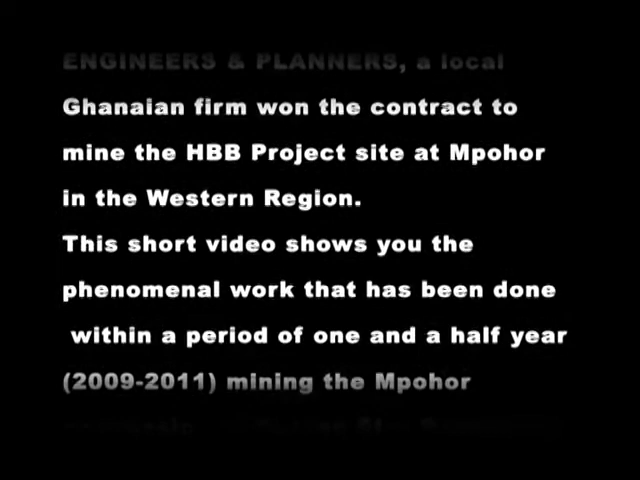 ENGINEERS & PLANNERS, a local
Ghanaian firm won the contract to
mine the HBB Project site at Mpohor
in the Western Region.
This short video shows you the
phenomenal work that has been done
within a period of one and a half year
(2009-2011) mining the Mpohor